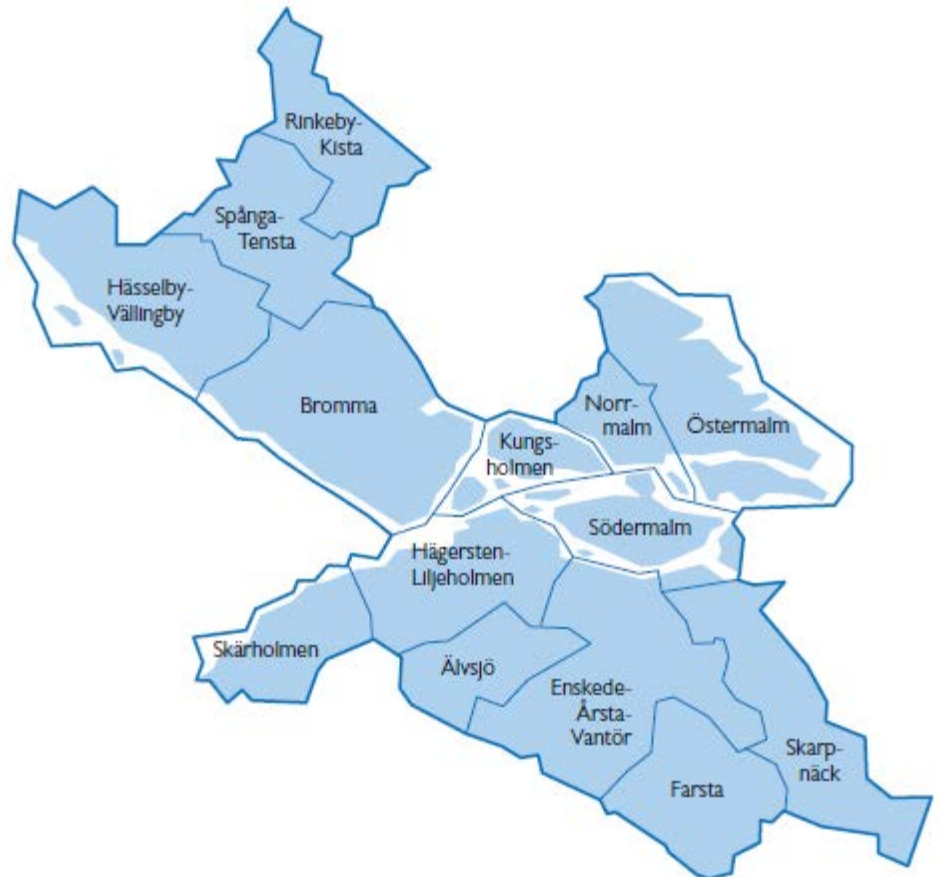 Rinkeby-
Kista
Spånga-
Tensta
Hässelby-
Vällingby
Bromma
Norr-
malm
Östermalm
Kungs-
holmen
Södermalm
Hägersten-
Liljeholmen
Skärholmen
Älvsjö
Enskede-
Årsta-
Vantör
Skarp-
näck
Farsta